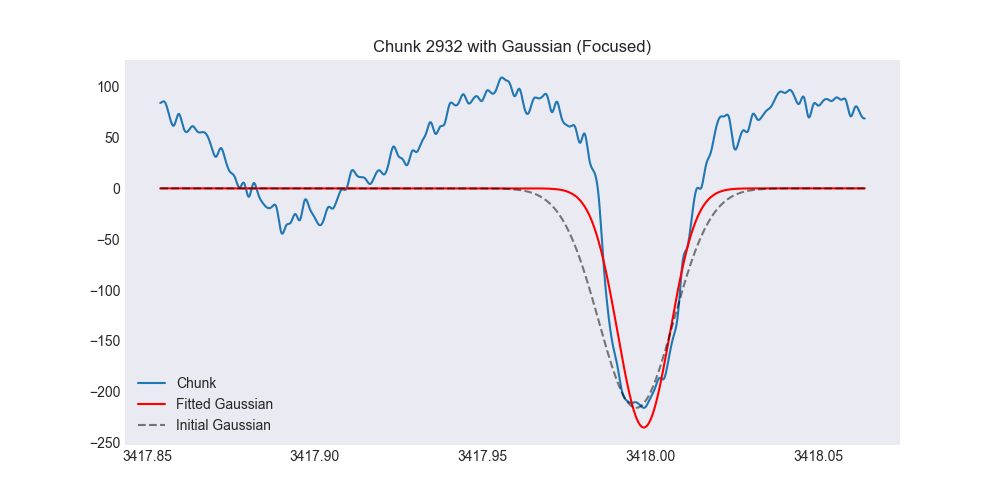 Chunk 2932 with Gaussian (Focused)
100
50
0
−50
−100
−150
−200
−250
Chunk
Fitted Gaussian
Initial Gaussian
3417.85 3417.90 3417.95 3418.00 3418.05